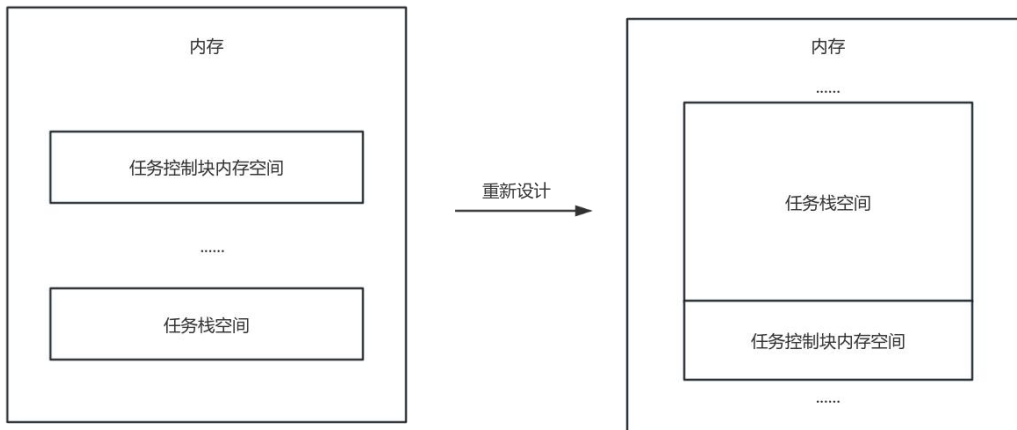 内存
任务控制块内存空间
......
任务栈空间
重新设计
内存
......
任务栈空间
任务控制块内存空间
......